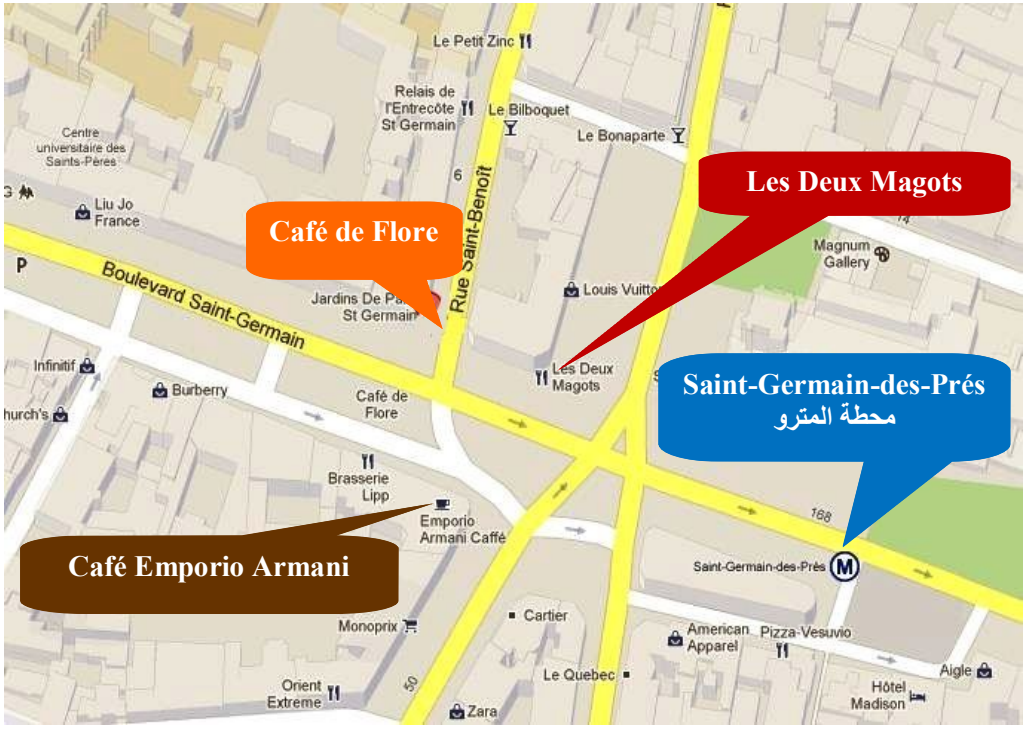 Le Petit Zinc
Relais de
l'Entrecôte
St Germain
Le Bilboquet
Le Bonaparte
Centre
universitaire des
Saints-Pères
6
Les Deux Magots
G
Liu Jo
France
Café de Flore
Rue Saint-Benoît
14
Magnum
Gallery
P
Boulevard Saint-Germain
Jardins De
St Germain
Louis Vuitton
Infinitif
Burberry
Café de
Flore
Les Deux
Magots
Saint-Germain-des-Prés
محطة المترو
hurch's
Brasserie
Lipp
Emporio
Armani Caffé
168
Café Emporio Armani
Saint-Germain-des-Prés
M
Monoprix
Cartier
American
Apparel
Pizza-Vesuvio
Orient
Extreme
50
Le Quebec
Aigle
Hôtel
Madison
Zara